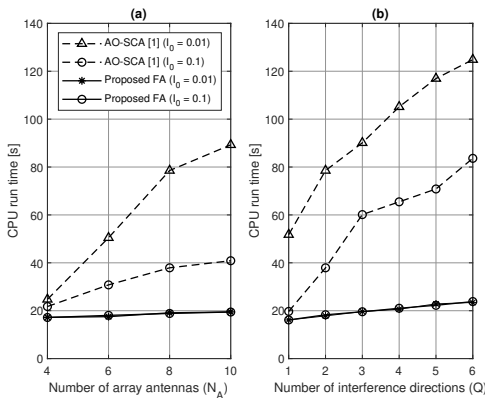 (a)
140
120
100
80
60
40
20
0
CPU run time [s]
AO-SCA [1] (I0 = 0.01)
AO-SCA [1] (I0 = 0.1)
Proposed FA (I0 = 0.01)
Proposed FA (I0 = 0.1)
4 6 8 10
Number of array antennas (NA)
(b)
140
120
100
80
60
40
20
0
CPU run time [s]
1 2 3 4 5 6
Number of interference directions (Q)